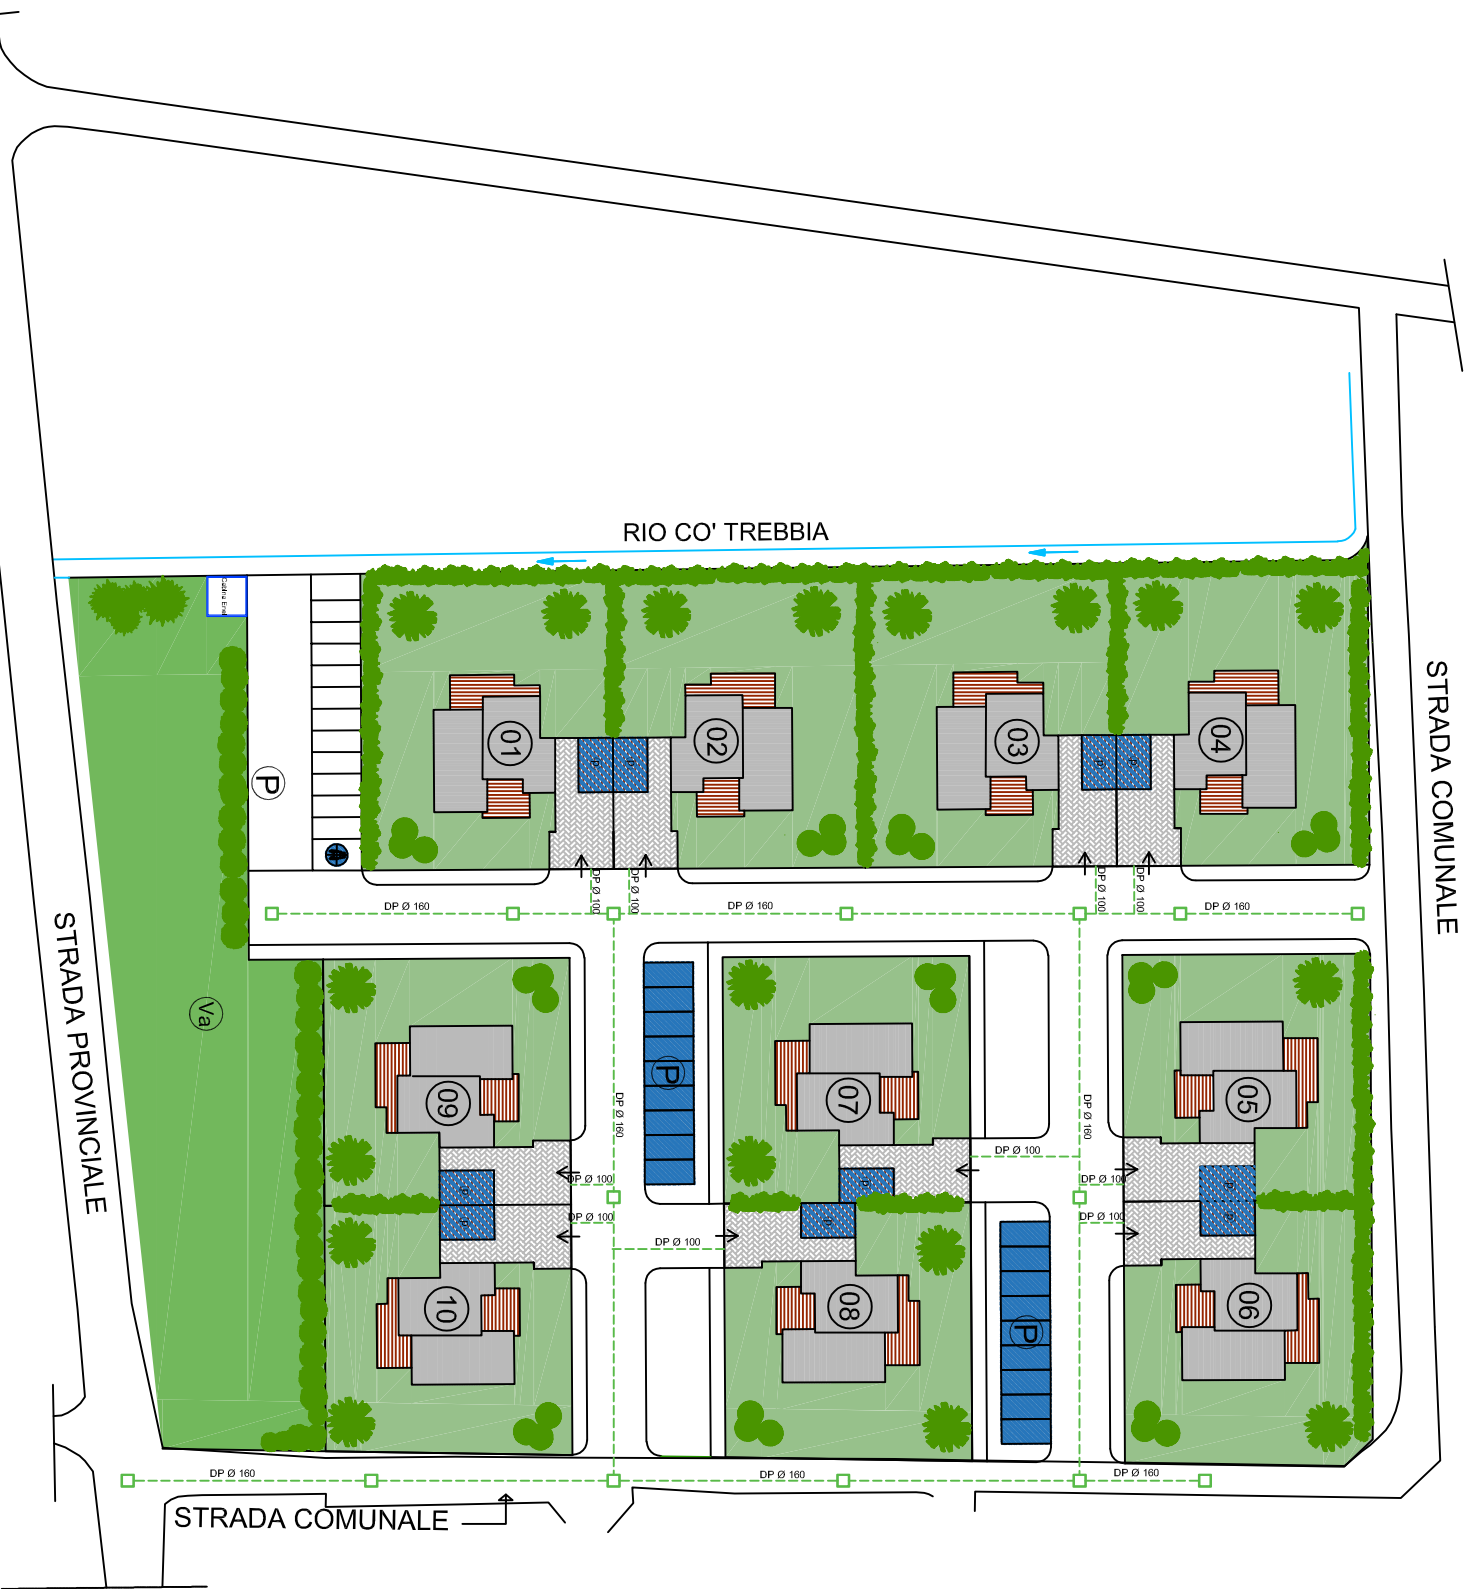 RIO CO' TREBBIA
Cabina Enel
01
02
03
04
P
P
P
P
P
STRADA COMUNALE
DP Ø 100
DP Ø 100
DP Ø 100
DP Ø 100
DP Ø 160
DP Ø 160
DP Ø 160
STRADA PROVINCIALE
Va
P
09
07
05
DP Ø 160
DP Ø 160
DP Ø 100
DP Ø 100
P
P
P
DP Ø 100
DP Ø 100
P
P
P
DP Ø 100
DP Ø 100
10
08
06
P
DP Ø 160
DP Ø 160
DP Ø 160
STRADA COMUNALE